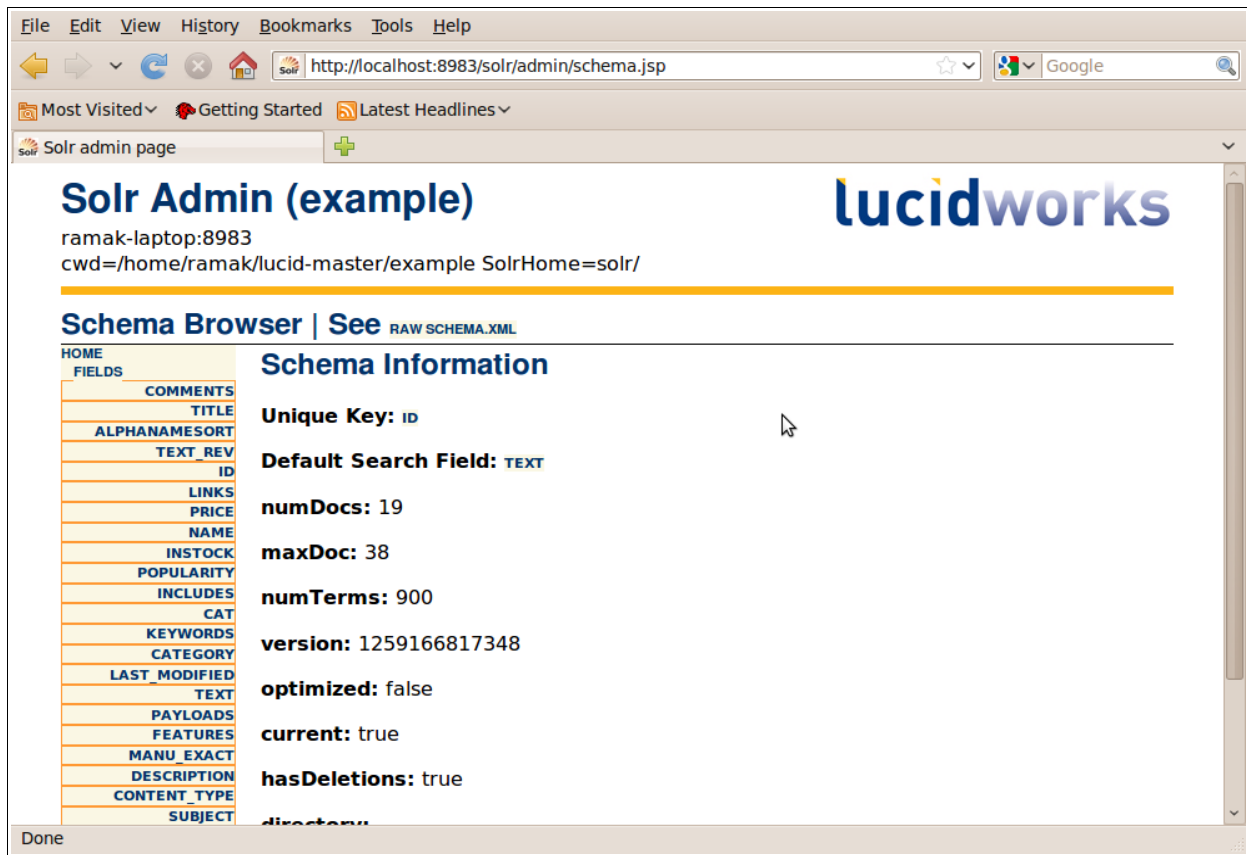 File Edit View History Bookmarks Tools Help
Solr http://localhost:8983/solr/admin/schema.jsp Google
Most Visited Getting Started Latest Headlines
Solr Solr admin page
Solr Admin (example)
lucidworks
ramak-laptop:8983
cwd=/home/ramak/lucid-master/example SolrHome=solr/
Schema Browser | See RAW SCHEMA.XML
HOME
FIELDS
COMMENTS
TITLE
ALPHANAMESORT
TEXT_REV
ID
LINKS
PRICE
NAME
INSTOCK
POPULARITY
INCLUDES
CAT
KEYWORDS
CATEGORY
LAST_MODIFIED
TEXT
PAYLOADS
FEATURES
MANU_EXACT
DESCRIPTION
CONTENT_TYPE
SUBJECT
Schema Information
Unique Key: ID
Default Search Field: TEXT
numDocs: 19
maxDoc: 38
numTerms: 900
version: 1259166817348
optimized: false
current: true
hasDeletions: true
directory:
Done